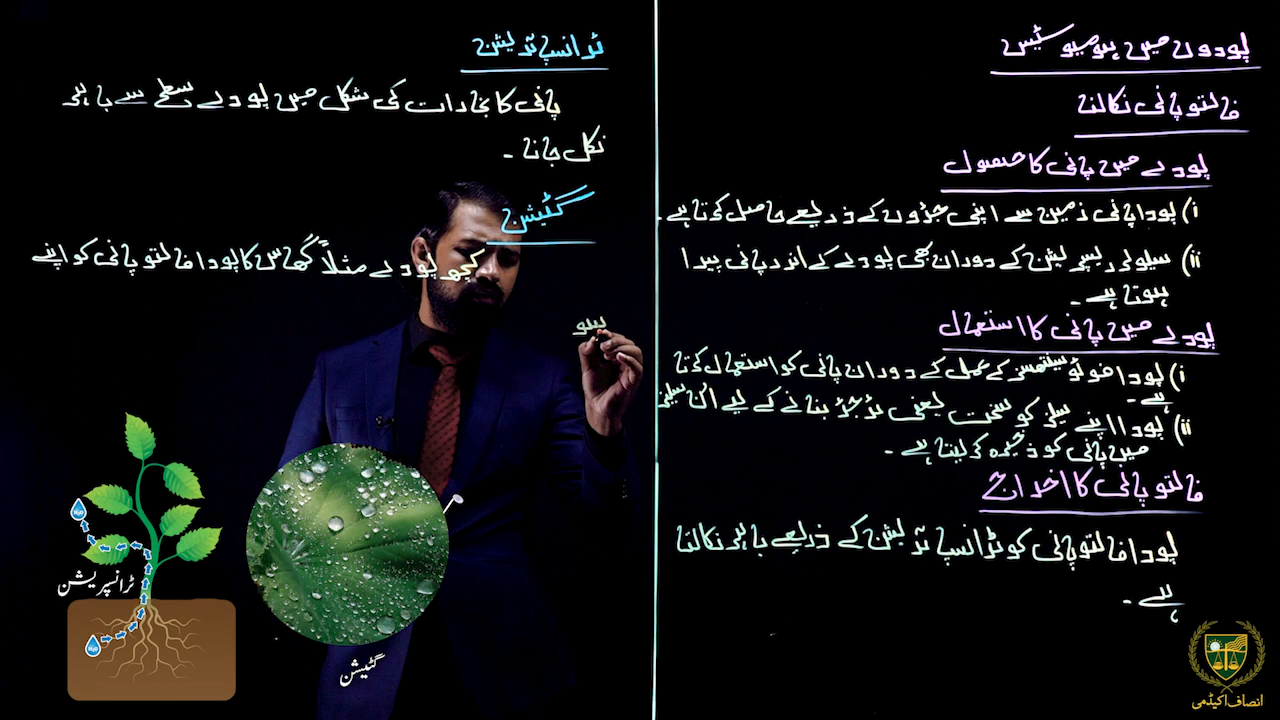 پودوں میں ہومیوسٹیسس
فالتو پانی نکالنا
پودے میں پانی کا حصول
i) پودا پانی زمین سے اپنی جڑوں کے ذریعے حاصل کرتا ہے۔
ii) سیلولر ریسپریشن کے دوران بھی پودے کے اندر پانی پیدا
ہوتا ہے۔
پودے میں پانی کا استعمال
i) پودا فوٹوسینتھسز کے عمل کے دوران پانی کو استعمال کرتا
ہے۔
ii) پودا اپنے سیلز کو سخت یعنی ٹرجڈ بنانے کے لیے ان سیلز
میں پانی کو ذخیرہ کر لیتا ہے۔
فالتو پانی کا اخراج
پودا فالتو پانی کو ٹرانسپائریشن کے ذریعے باہر نکالتا
ہے۔
ٹرانسپائریشن
پانی کا بخارات کی شکل میں پودے سطح سے باہر
نکل جانا۔
گٹیشن
کچھ پودے مثلاً گھاس کا پودا فالتو پانی کو اپنے
H2O
ٹرانسپریشن
H2O
گٹیشن
انصاف اکیڈمی